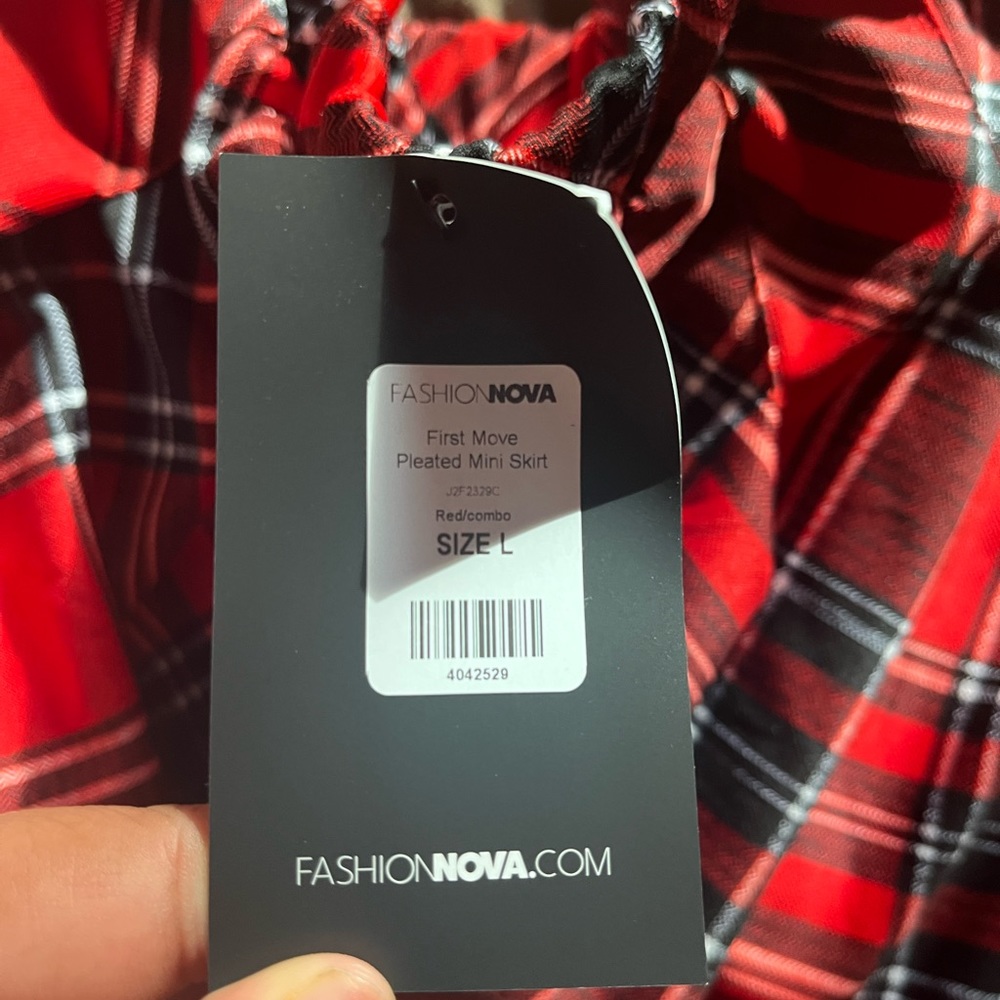 FASHIONNOVA
First Move
Pleated Mini Skirt
J2F2329C
Red/combo
SIZE L
4042529
FASHIONNOVA.COM